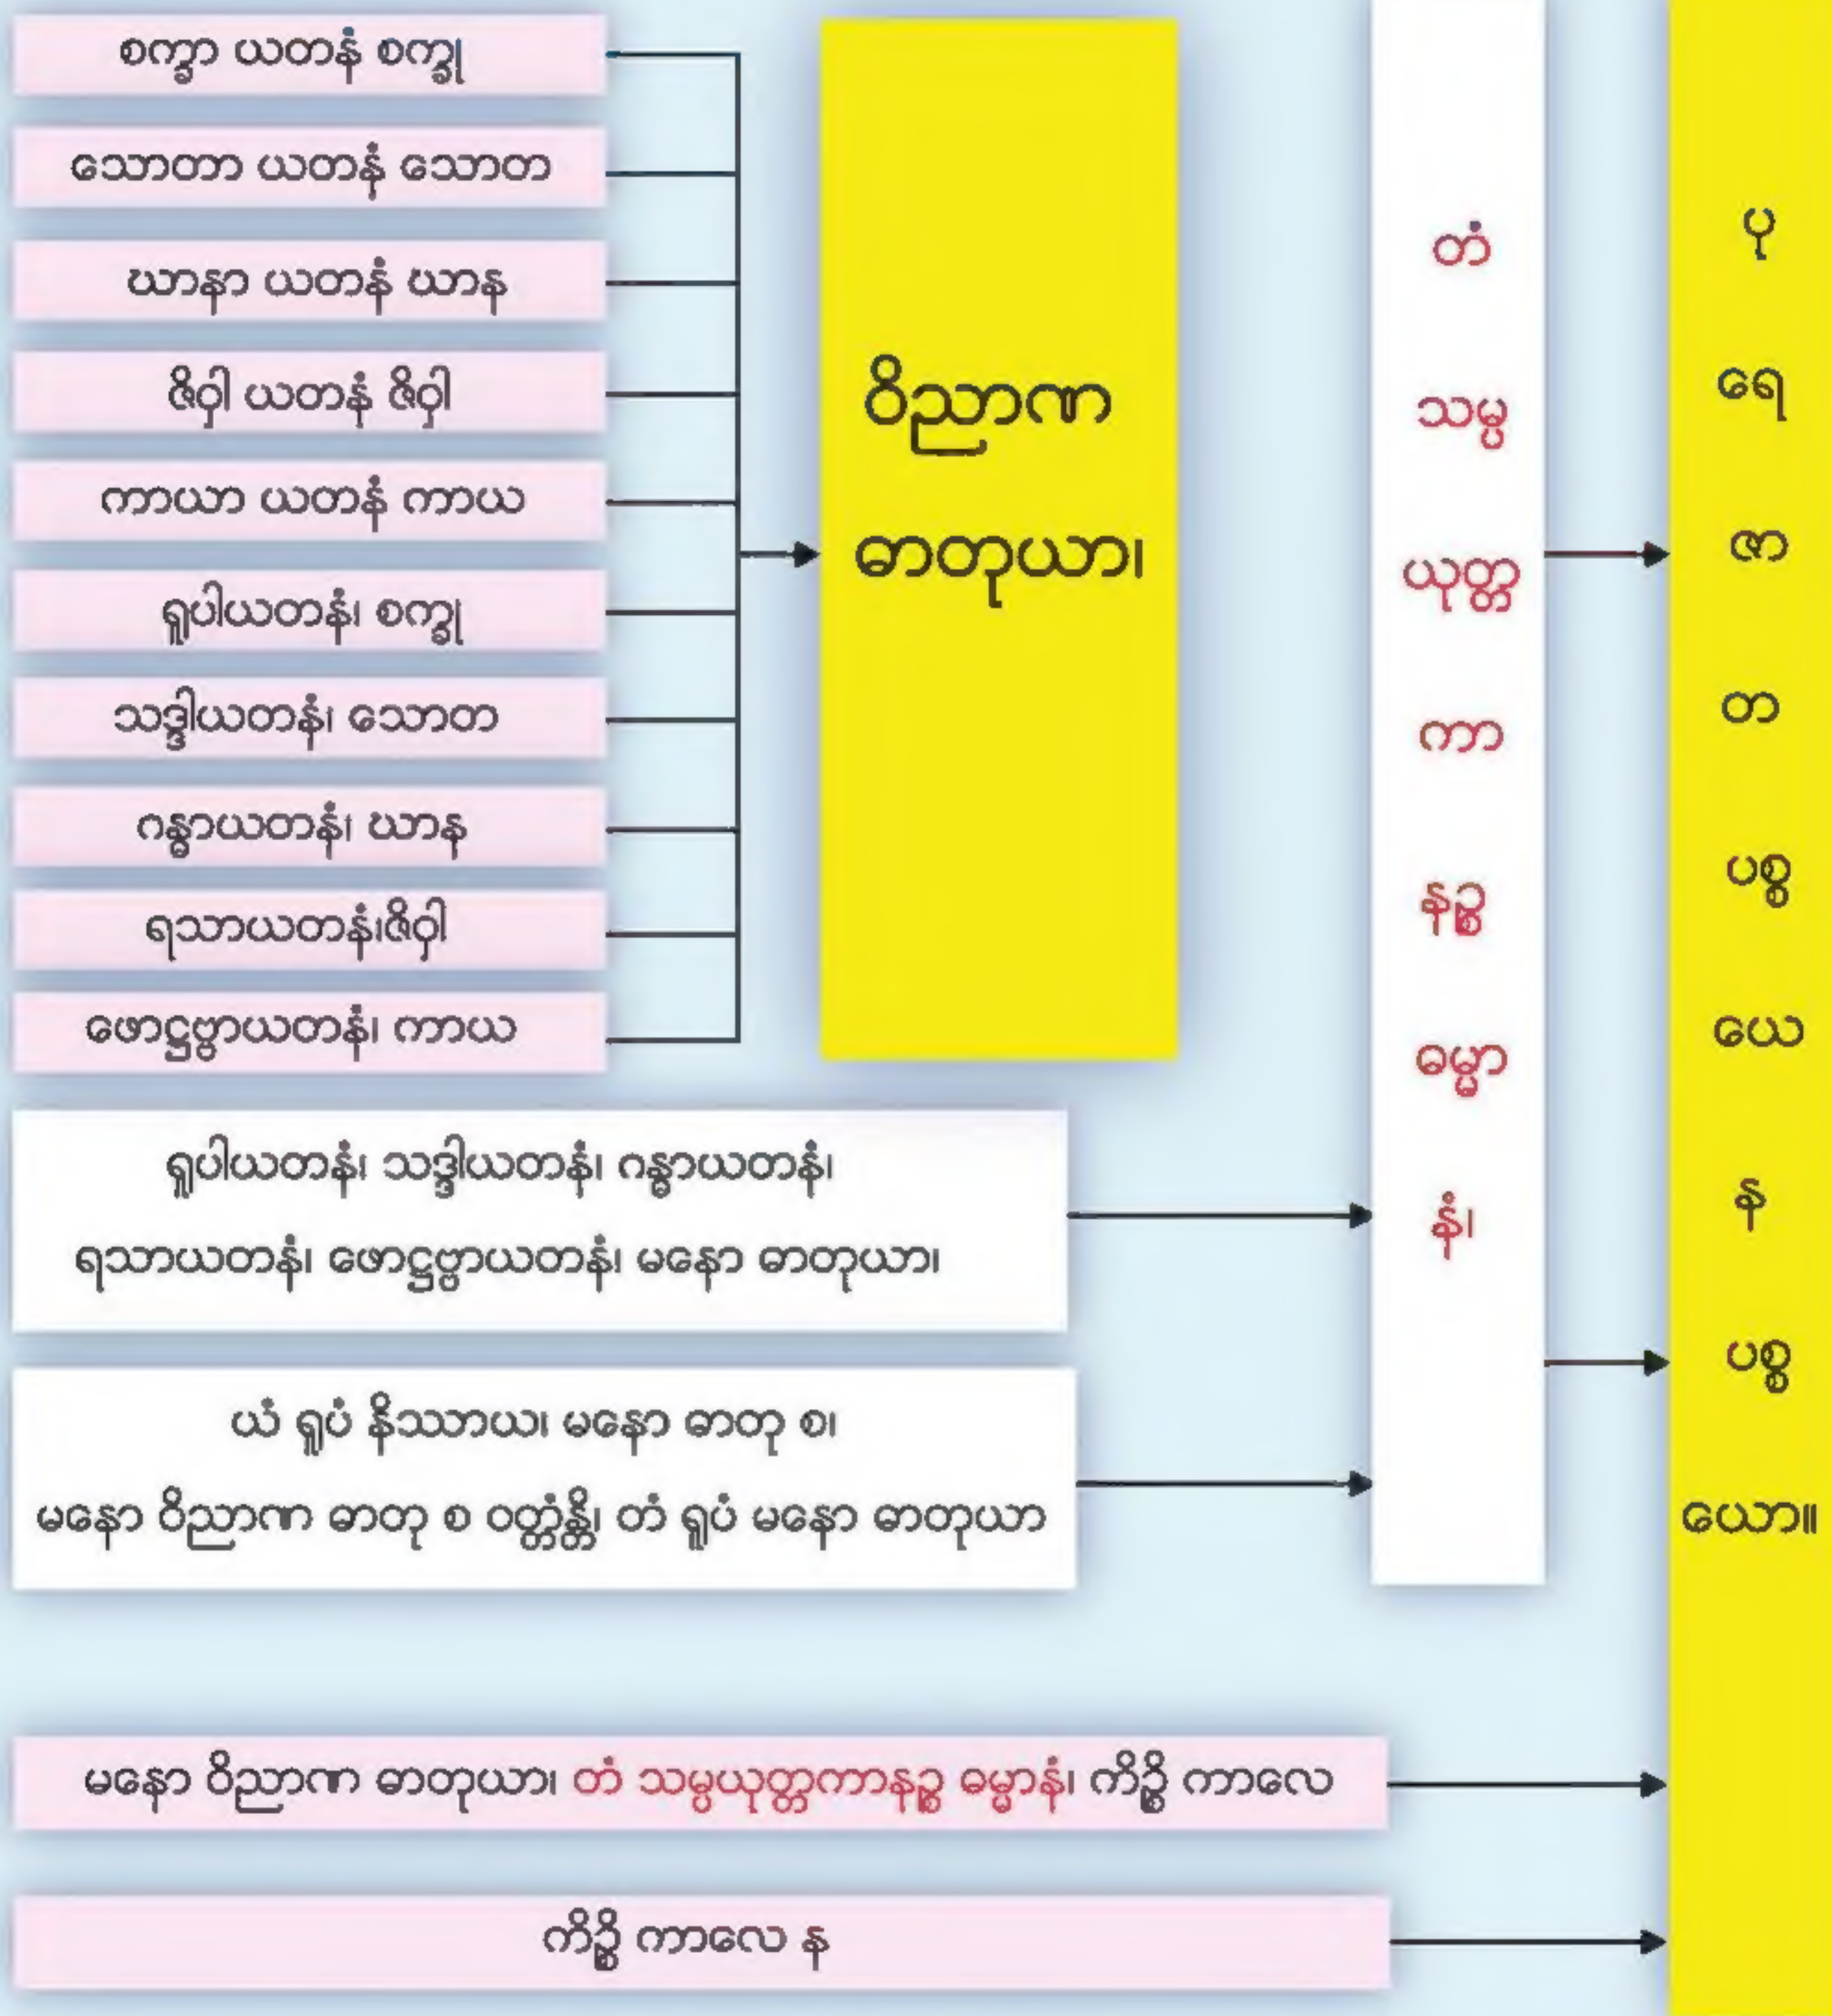 စက္ခာ ယတနံ စက္ခု
သောတာ ယတနံ သောတ
ဃာနာ ယတနံ ဃာန
ဇိဝှါ ယတနံ ဇိဝှါ
ကာယာ ယတနံ ကာယ
ရူပါယတနံ၊ စက္ခု
သဒ္ဒါယတနံ၊ သောတ
ဂန္ဓာယတနံ၊ ဃာန
ရသာယတနံ၊ဇိဝှါ
ဖောဋ္ဌဗ္ဗာယတနံ၊ ကာယ
ဝိညာဏ
ဓာတုယာ၊
ရူပါယတနံ၊ သဒ္ဒါယတနံ၊ ဂန္ဓာယတနံ၊
ရသာယတနံ၊ ဖောဋ္ဌဗ္ဗာယတနံ၊ မနော ဓာတုယာ၊
ယံ ရူပံ နိဿာယ၊ မနော ဓာတု စ၊
မနော ဝိညာဏ ဓာတု စ ဝတ္တံန္တိ၊ တံ ရူပံ မနော ဓာတုယာ
တံ
သမ္ပ
ယုတ္တ
ကာ
နဉ္စ
ဓမ္မာ
နံ၊
ပု
ရေ
ဇာ
တ
ပစ္စ
ယေ
န
ပစ္စ
ယော။
မနော ဝိညာဏ ဓာတုယာ၊ တံ သမ္ပယုတ္တကာနဉ္စ ဓမ္မာနံ၊ ကိဉ္စိ ကာလေ
ကိဉ္စိ ကာလေ န